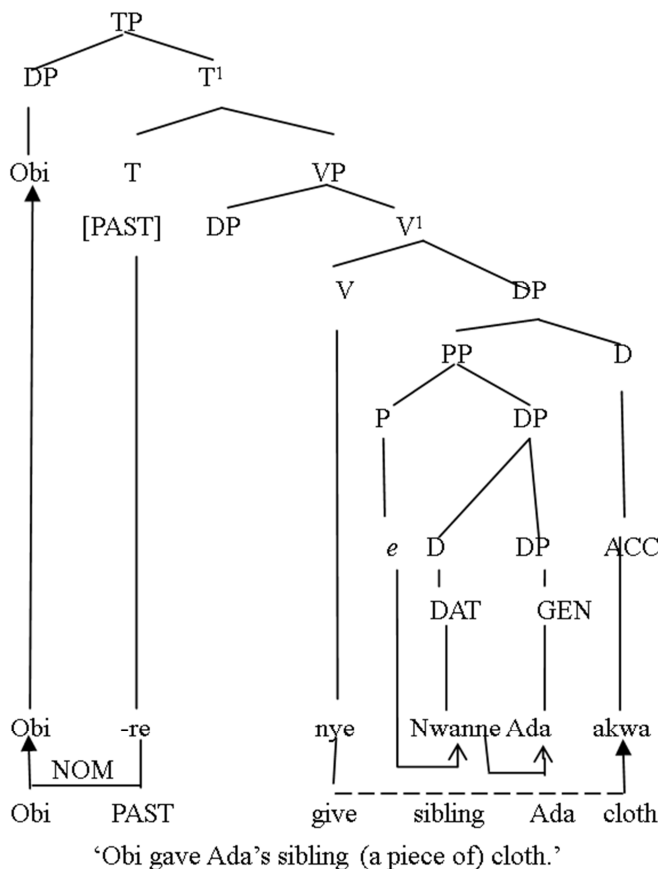 TP
DP T¹
Obi T VP
[PAST] DP V¹
V DP
PP D
P DP
e D DP ACC
DAT GEN
Obi -re nye Nwanne Ada akwa
NOM
Obi PAST give sibling Ada cloth
‘Obi gave Ada’s sibling (a piece of) cloth.’